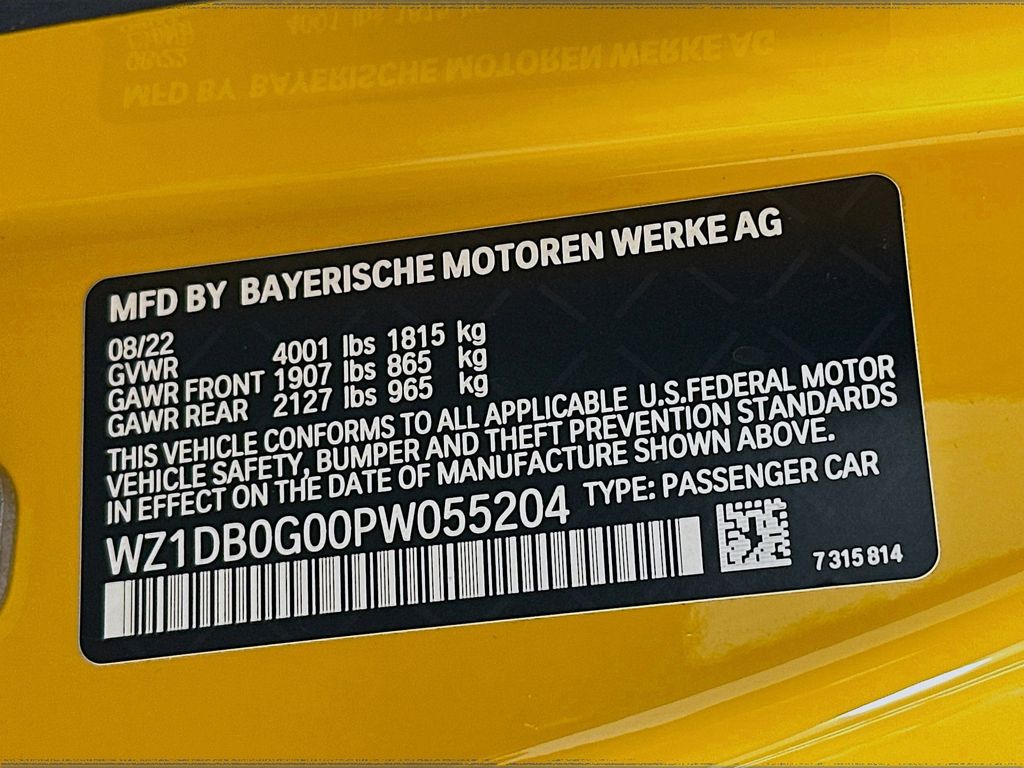 MFD BY BAYERISCHE MOTOREN WERKE AG
08/22
GVWR 4001 lbs 1815 kg
GAWR FRONT 1907 lbs 865 kg
GAWR REAR 2127 lbs 965 kg
THIS VEHICLE CONFORMS TO ALL APPLICABLE U.S.FEDERAL MOTOR
VEHICLE SAFETY, BUMPER AND THEFT PREVENTION STANDARDS
IN EFFECT ON THE DATE OF MANUFACTURE SHOWN ABOVE.
WZ1DB0G00PW055204 TYPE: PASSENGER CAR
7315814